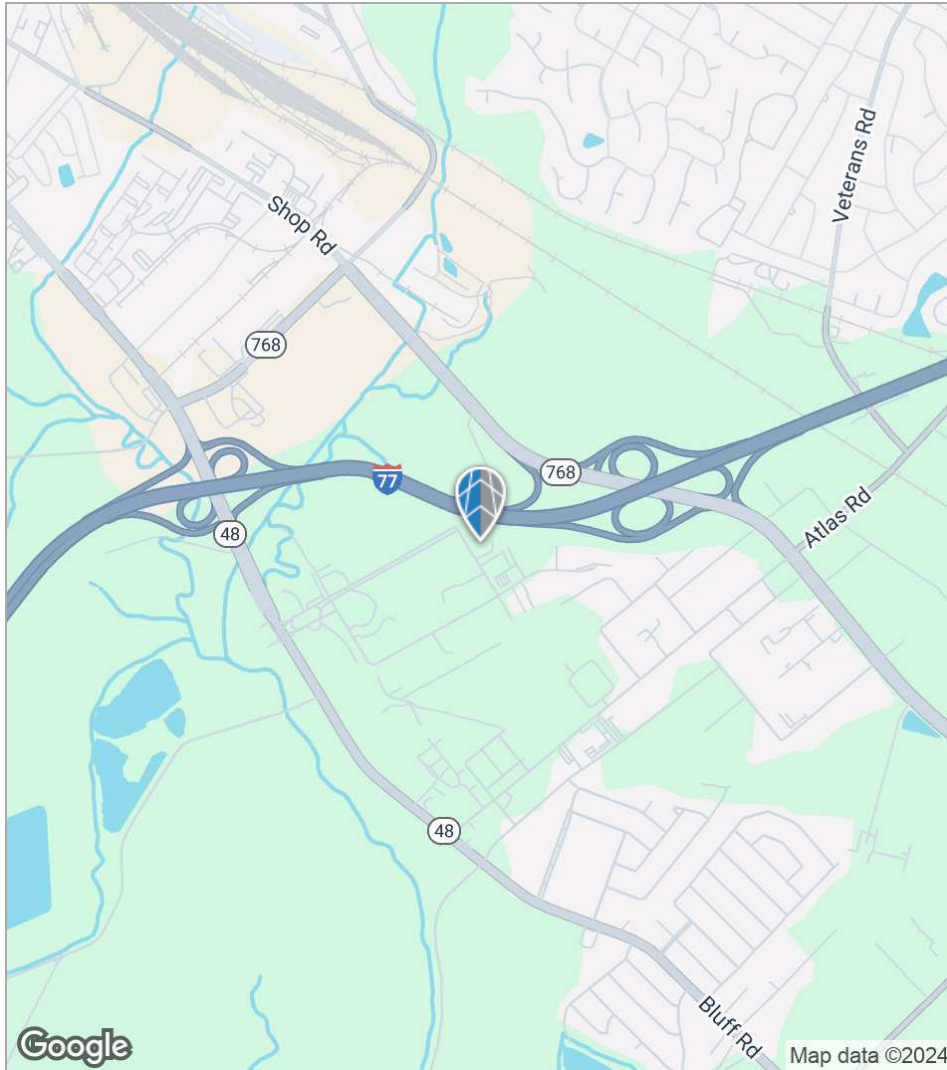 Veterans Rd
Shop Rd
768
77
768
Atlas Rd
48
48
Bluff Rd
Google
Map data ©2024